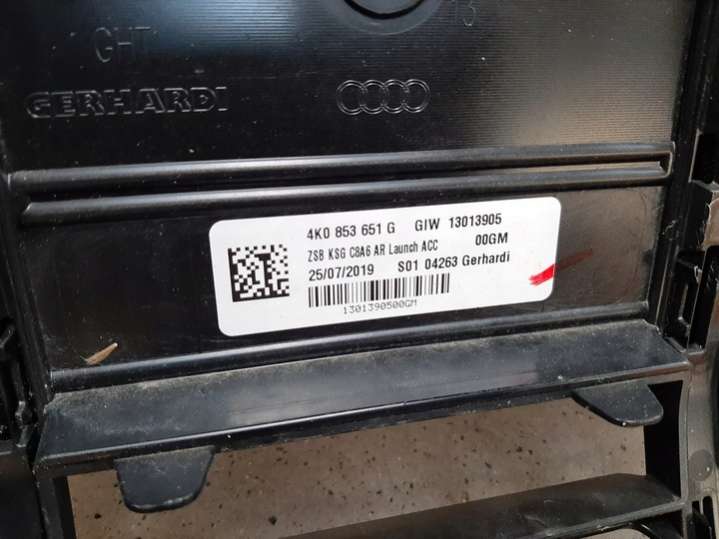 13
GHT
GERHARDI
4K0 853 651 G GIW 13013905
ZSB KSG C8A6 AR Launch ACC 00GM
25/07/2019 S01 04263 Gerhardi
1301390500GM